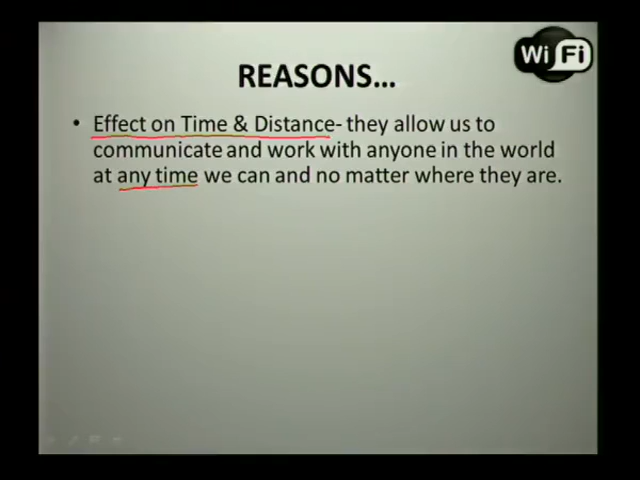 REASONS...
Wi Fi
• Effect on Time & Distance- they allow us to
communicate and work with anyone in the world
at any time we can and no matter where they are.